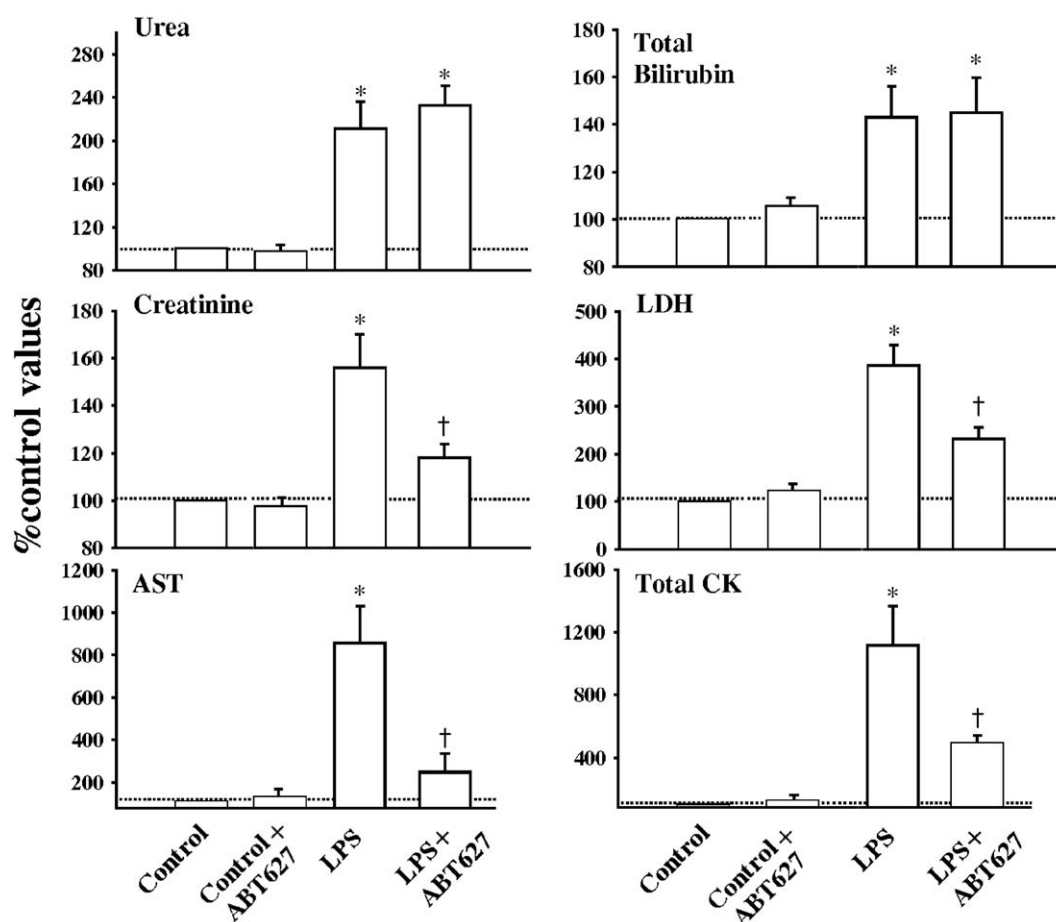 %control values
Urea
280
240
200
160
120
80
*
*
Total
Bilirubin
180
160
140
120
100
80
*
*
Creatinine
180
160
140
120
100
80
*
†
LDH
500
400
300
200
100
0
*
†
AST
1200
1000
800
600
400
200
*
†
Total CK
1600
1200
800
400
*
†
Control
Control+
ABT627
LPS
LPS+
ABT627
Control
Control+
ABT627
LPS
LPS+
ABT627